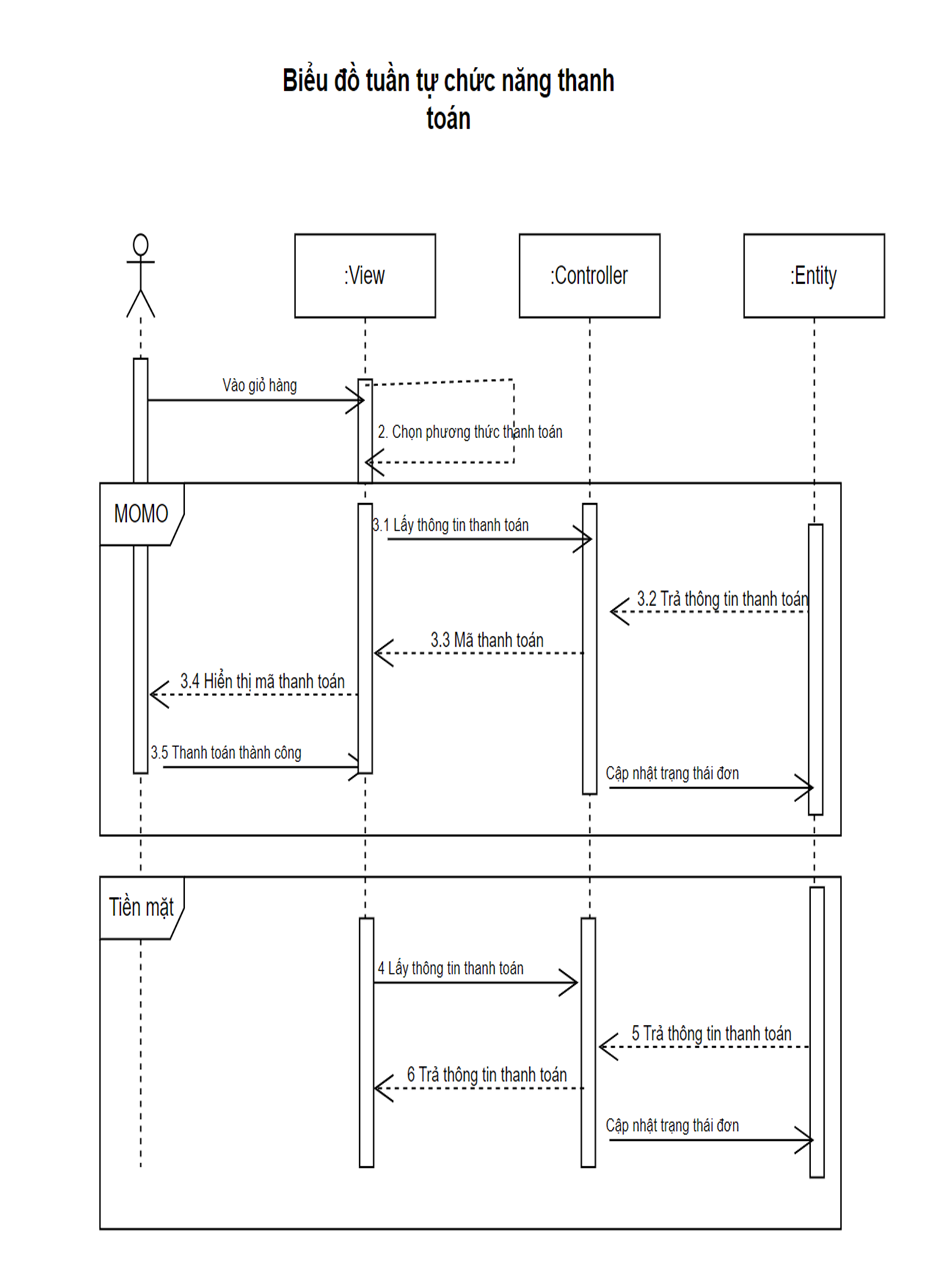 Biểu đồ tuần tự chức năng thanh
toán
:View
:Controller
:Entity
Vào giỏ hàng
2. Chọn phương thức thanh toán
MOMO
3.1 Lấy thông tin thanh toán
3.2 Trả thông tin thanh toán
3.3 Mã thanh toán
3.4 Hiển thị mã thanh toán
3.5 Thanh toán thành công
Cập nhật trạng thái đơn
Tiền mặt
4 Lấy thông tin thanh toán
5 Trả thông tin thanh toán
6 Trả thông tin thanh toán
Cập nhật trạng thái đơn